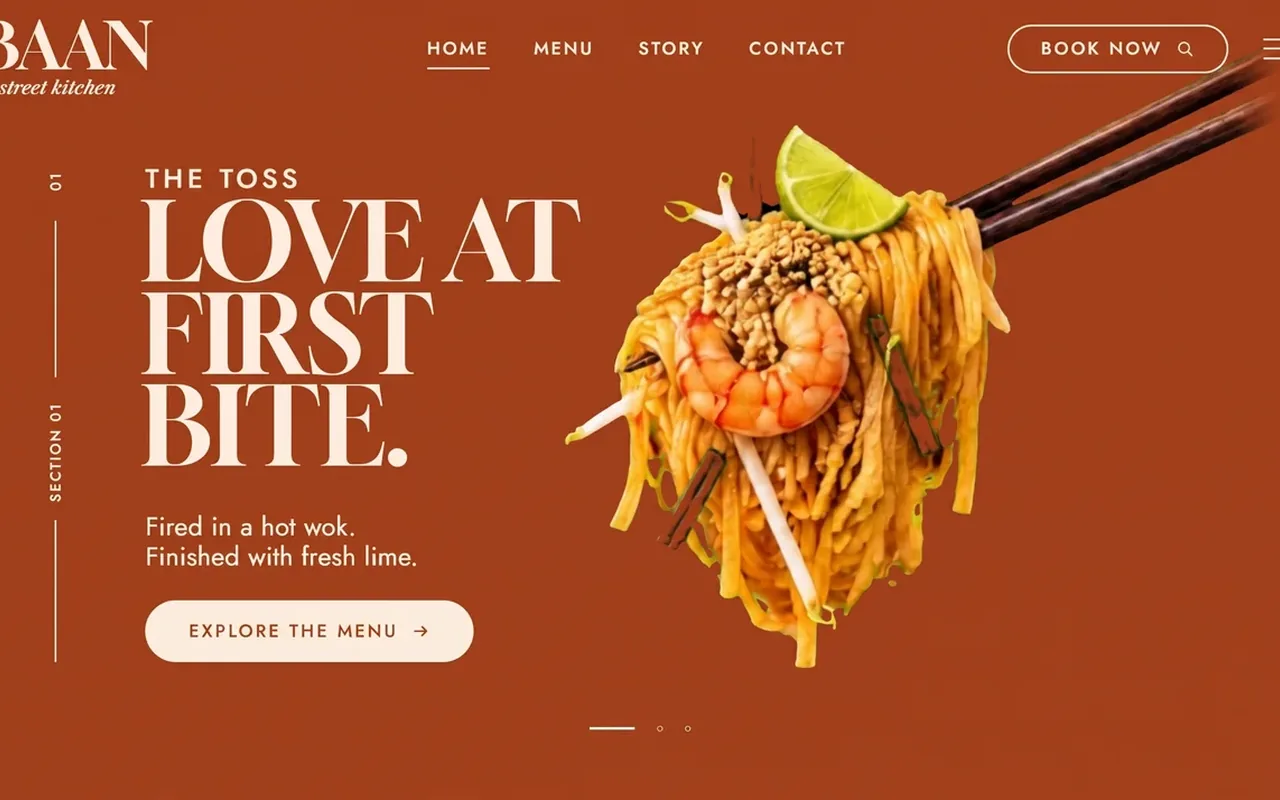 BAAN
street kitchen
HOME MENU STORY CONTACT
BOOK NOW
01
SECTION 01
THE TOSS
LOVE AT
FIRST
BITE.
Fired in a hot wok.
Finished with fresh lime.
EXPLORE THE MENU →